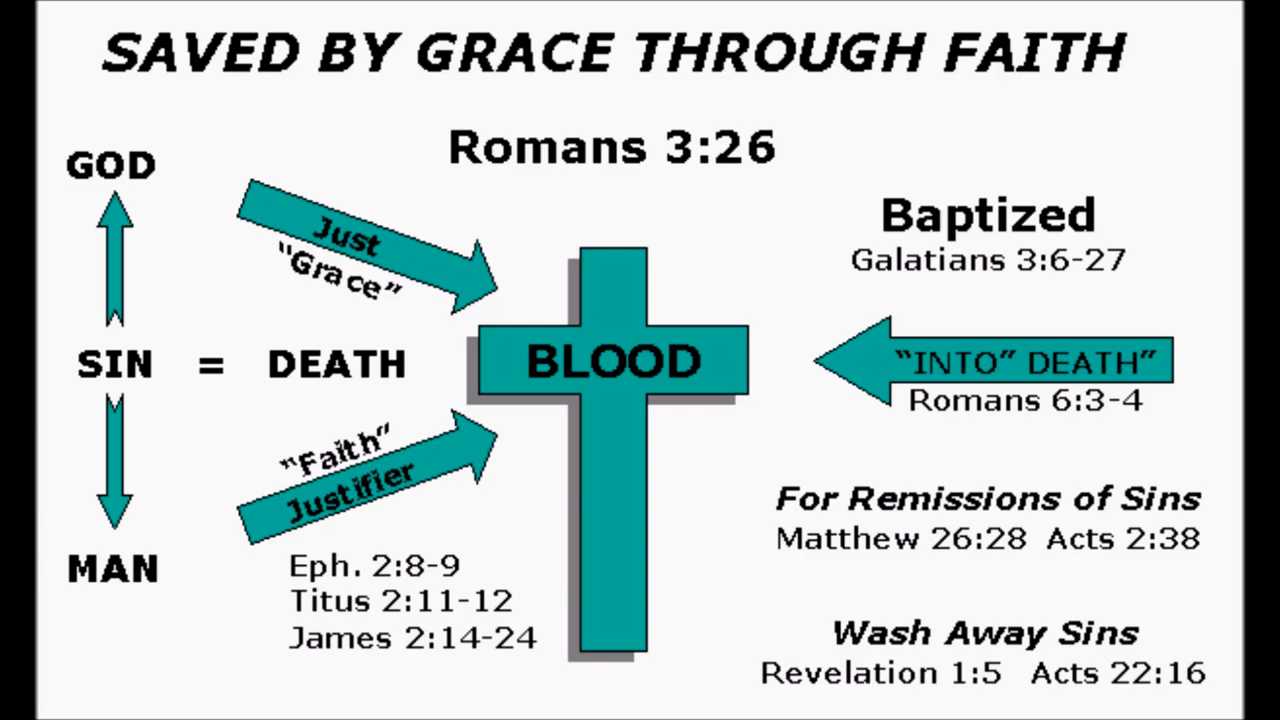 SAVED BY GRACE THROUGH FAITH
Romans 3:26
GOD
Just
“Grace”
SIN = DEATH
BLOOD
“Faith”
Justifier
MAN
Eph. 2:8-9
Titus 2:11-12
James 2:14-24
Baptized
Galatians 3:6-27
“INTO” DEATH”
Romans 6:3-4
For Remissions of Sins
Matthew 26:28 Acts 2:38
Wash Away Sins
Revelation 1:5 Acts 22:16